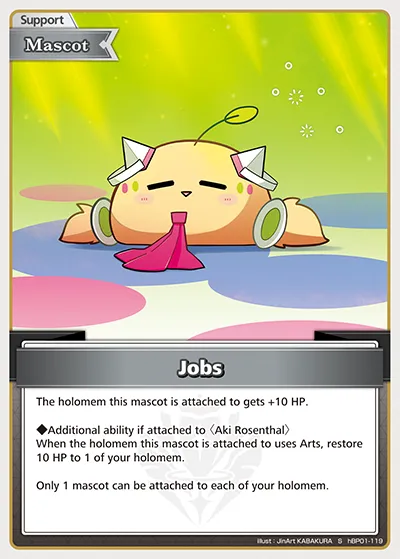 Support
Mascot
Jobs
The holomem this mascot is attached to gets +10 HP.
◆Additional ability if attached to 〈Aki Rosenthal〉
When the holomem this mascot is attached to uses Arts, restore
10 HP to 1 of your holomem.
Only 1 mascot can be attached to each of your holomem.
illust : JinArt KABAKURA S hBP01-119